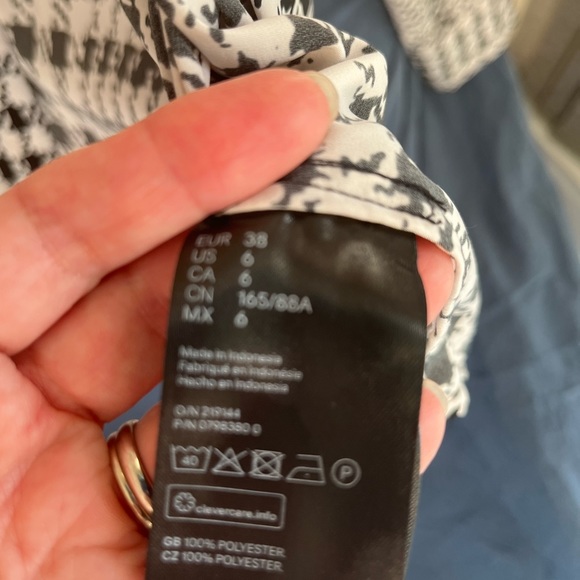 EUR 38
US 6
CA 6
CN 165/88A
MX 6
Made in Indonesia
Fabriqué en Indonésie
Hecho en Indonesia
G/N 219144
P/N 0798380 0
40 P
clevercare.info
GB 100% POLYESTER
CZ 100% POLYESTER